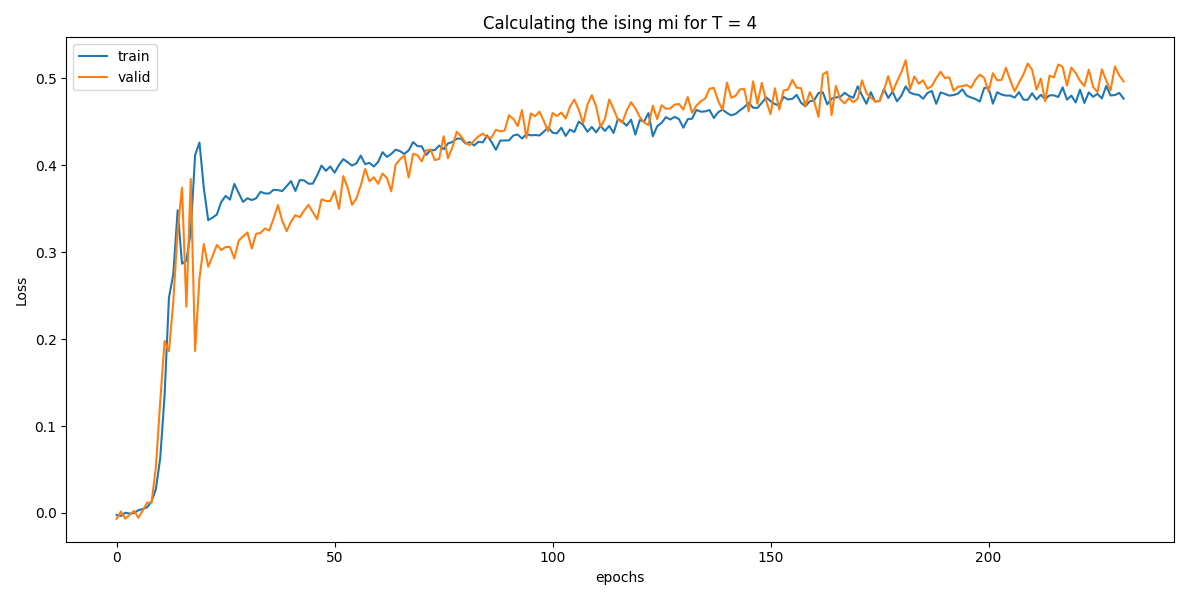 Calculating the ising mi for T = 4
train
valid
Loss
0.5
0.4
0.3
0.2
0.1
0.0
0 50 100 150 200
epochs